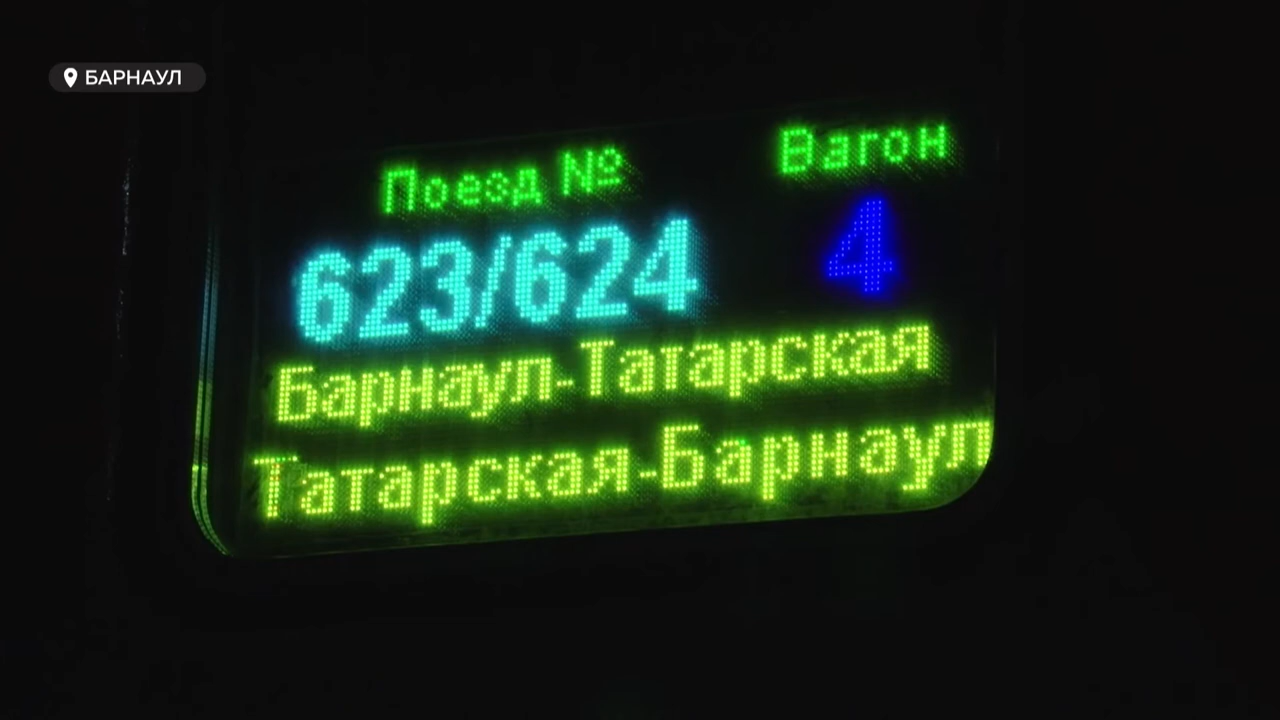 БАРНАУЛ
Поезд № Вагон
623/624 4
Барнаул-Татарская
Татарская-Барнаул